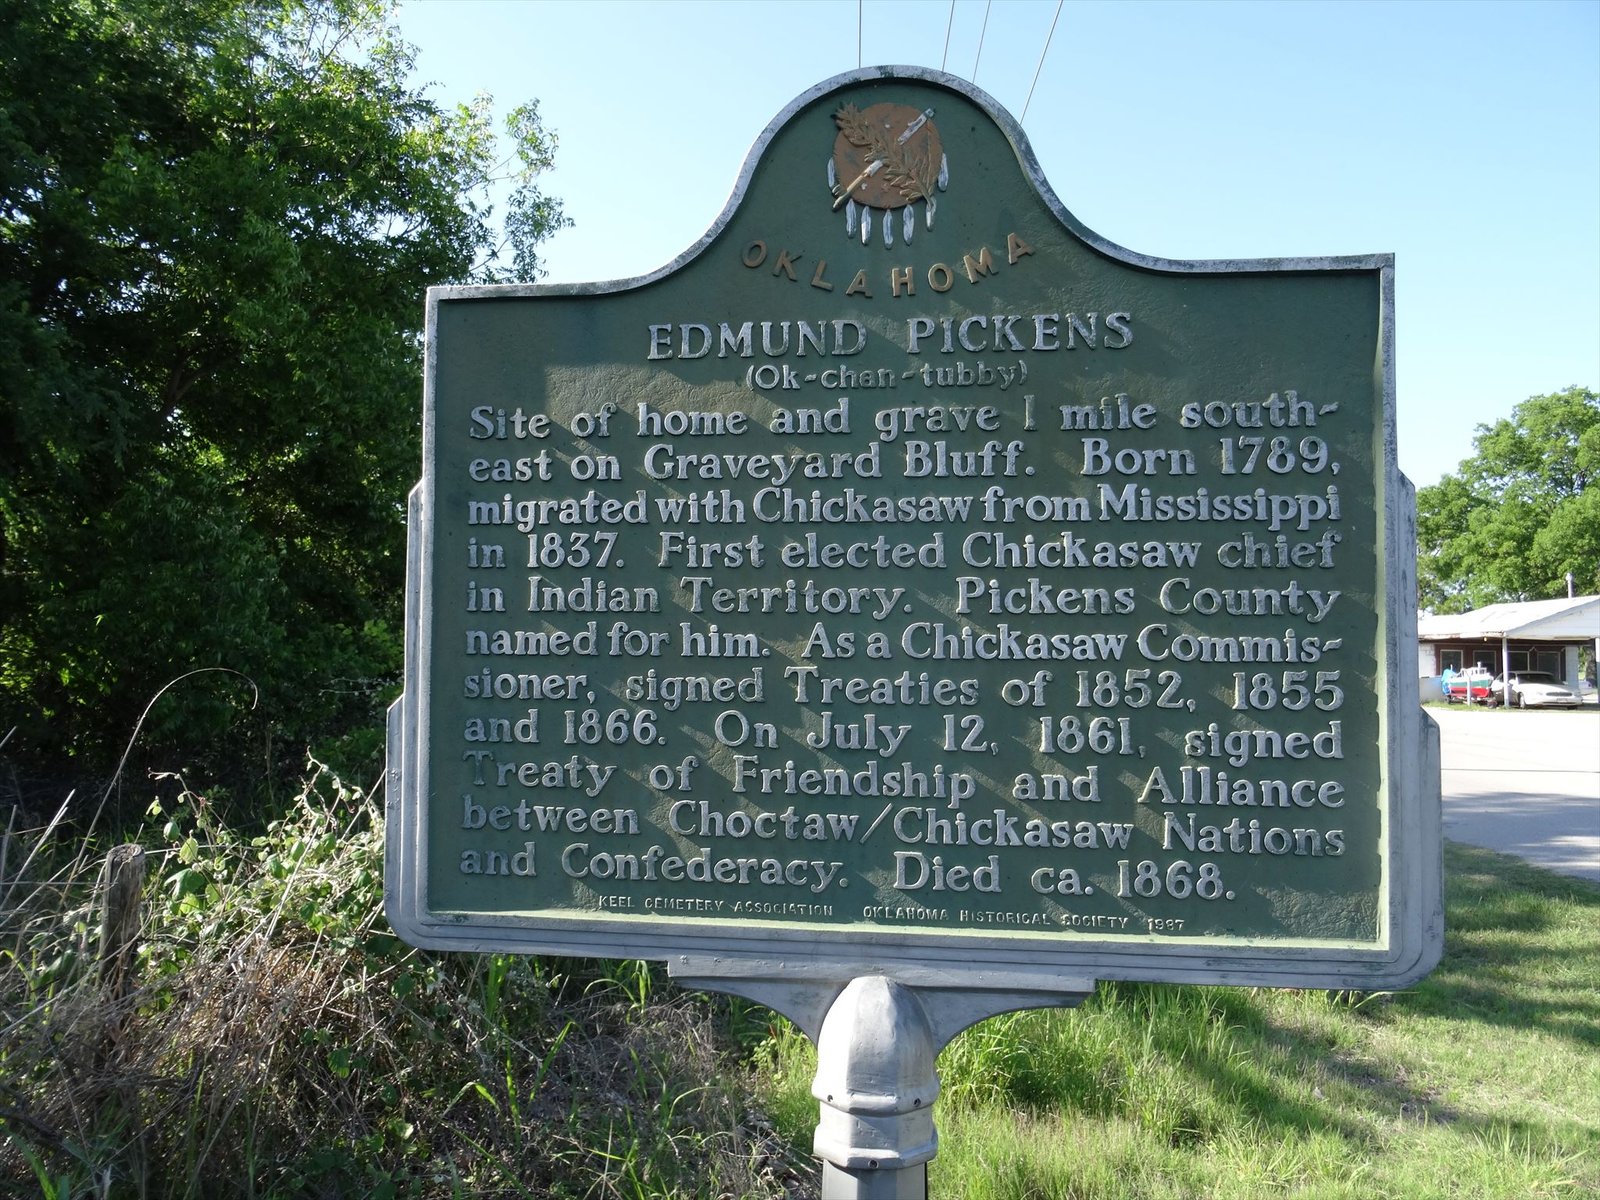 OKLAHOMA
EDMUND PICKENS
(Ok-chan-tubby)
Site of home and grave 1 mile south-
east on Graveyard Bluff. Born 1789,
migrated with Chickasaw from Mississippi
in 1837. First elected Chickasaw chief
in Indian Territory. Pickens County
named for him. As a Chickasaw Commis-
sioner, signed Treaties of 1852, 1855
and 1866. On July 12, 1861, signed
Treaty of Friendship and Alliance
between Choctaw/Chickasaw Nations
and Confederacy. Died ca. 1868.
KEEL CEMETERY ASSOCIATION OKLAHOMA HISTORICAL SOCIETY 1987